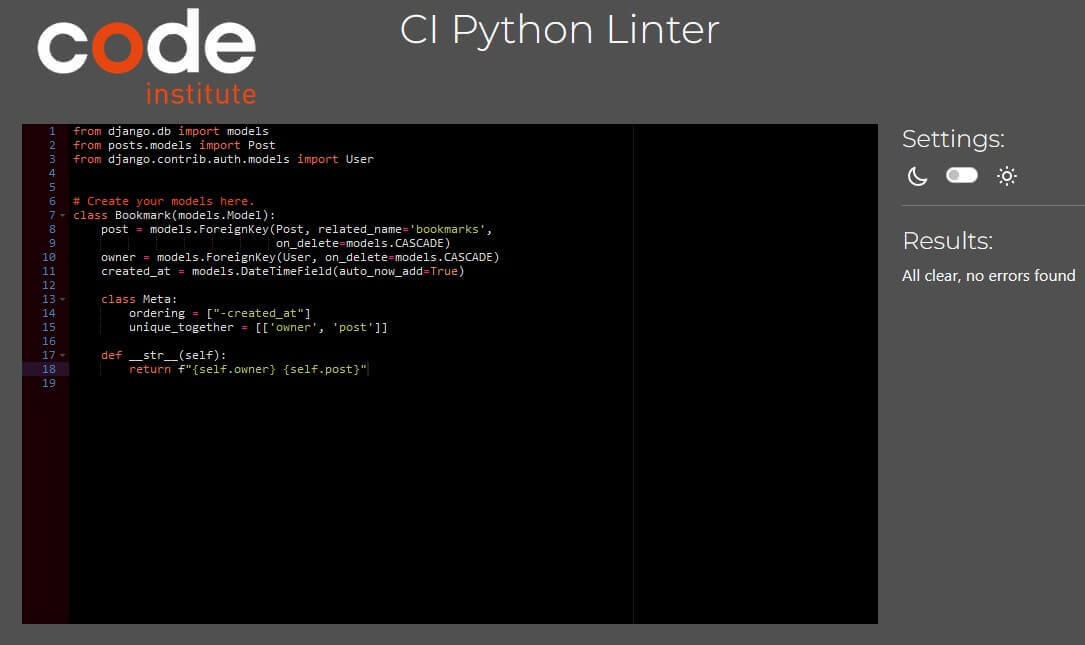 code
institute
CI Python Linter
1 from django.db import models
2 from posts.models import Post
3 from django.contrib.auth.models import User
4
5
6 # Create your models here.
7 class Bookmark(models.Model):
8     post = models.ForeignKey(Post, related_name='bookmarks',
9                              on_delete=models.CASCADE)
10     owner = models.ForeignKey(User, on_delete=models.CASCADE)
11     created_at = models.DateTimeField(auto_now_add=True)
12
13     class Meta:
14         ordering = ["-created_at"]
15         unique_together = [['owner', 'post']]
16
17     def __str__(self):
18         return f"{self.owner} {self.post}"
19
Settings:
Results:
All clear, no errors found